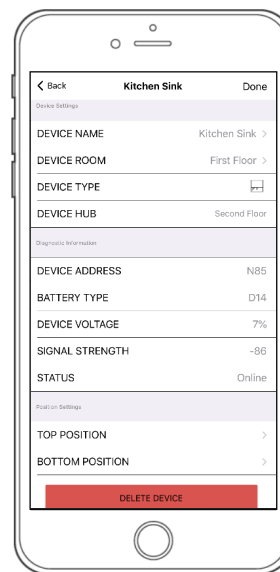 Back Kitchen Sink Done
Device Settings
DEVICE NAME Kitchen Sink
DEVICE ROOM First Floor
DEVICE TYPE
DEVICE HUB Second Floor
Diagnostic Information
DEVICE ADDRESS N85
BATTERY TYPE D14
DEVICE VOLTAGE 7%
SIGNAL STRENGTH -86
STATUS Online
Position Settings
TOP POSITION
BOTTOM POSITION
DELETE DEVICE